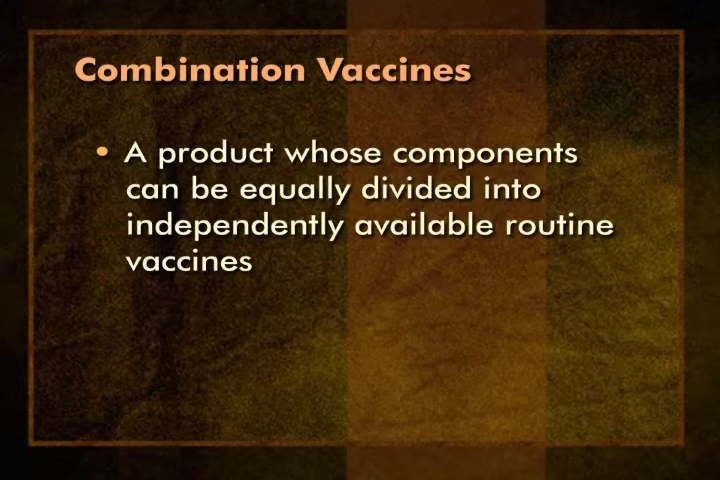 Combination Vaccines
• A product whose components
can be equally divided into
independently available routine
vaccines